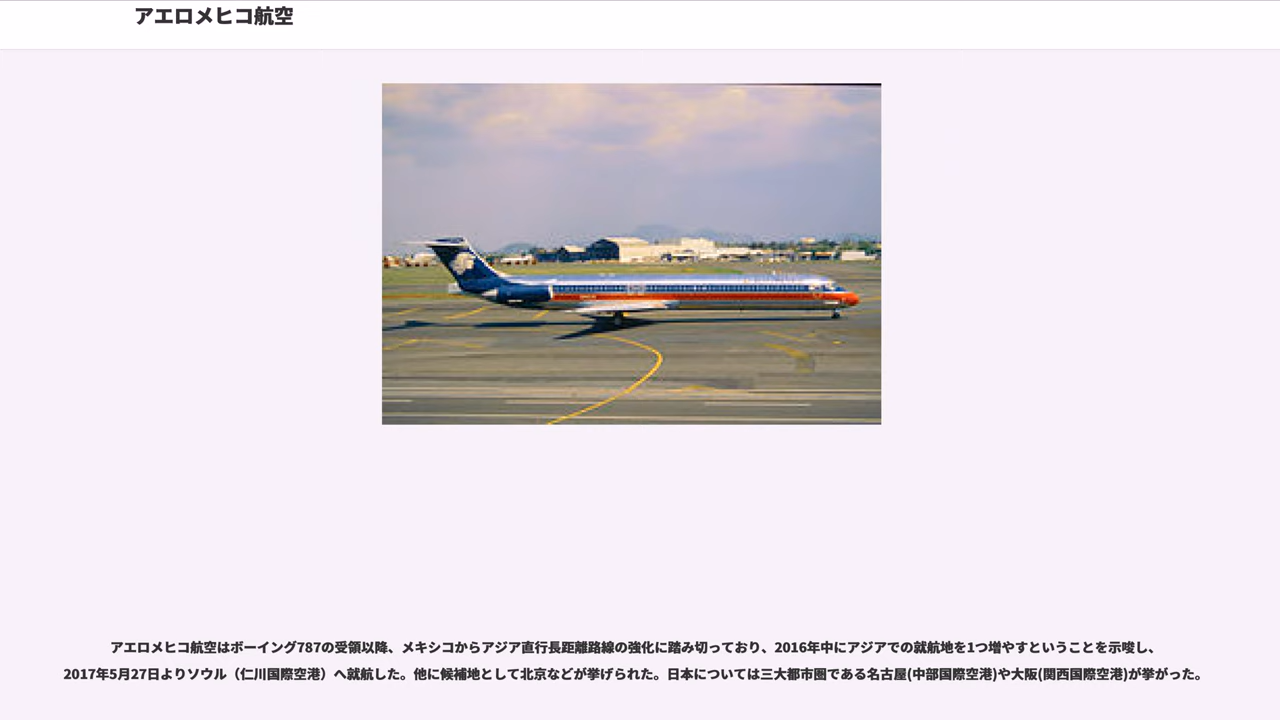 アエロメヒコ航空
アエロメヒコ航空はボーイング787の受領以降、メキシコからアジア直行長距離路線の強化に踏み切っており、2016年中にアジアでの就航地を1つ増やすということを示唆し、
2017年5月27日よりソウル（仁川国際空港）へ就航した。他に候補地として北京などが挙げられた。日本については三大都市圏である名古屋(中部国際空港)や大阪(関西国際空港)が挙がった。